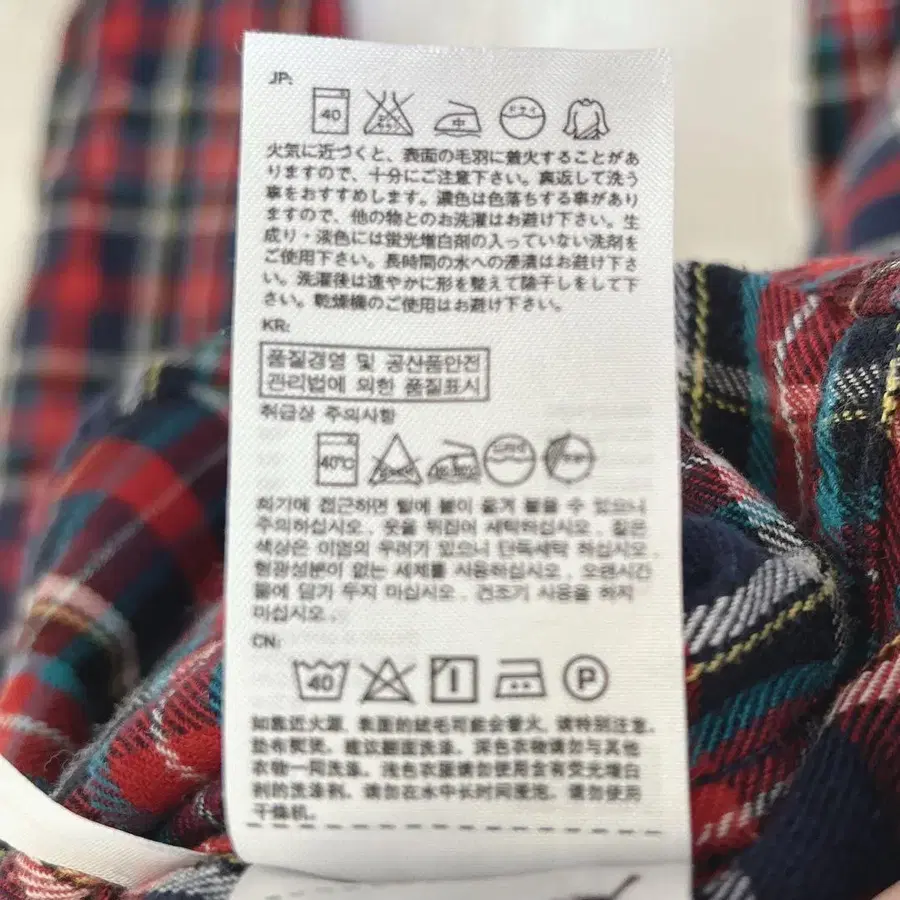 JP:
40 中 ドライ
火気に近づくと、表面の毛羽に着火することがあ
りますので、十分にご注意下さい。裏返して洗う
事をおすすめします。濃色は色落ちする事があり
ますので、他の物とのお洗濯はお避け下さい。生
成り・淡色には蛍光増白剤の入っていない洗剤を
ご使用下さい。長時間の水への浸漬はお避け下さ
い。洗濯後は速やかに形を整えて陰干しをして下
さい。乾燥機のご使用はお避け下さい。
KR:
품질경영 및 공산품안전
관리법에 의한 품질표시
취급상 주의사항
40℃
화기에 접근하면 털에 불이 옮겨 붙을 수 있으니
주의하십시오. 옷을 뒤집어 세탁하십시오. 짙은
색상은 이염의 우려가 있으니 단독세탁 하십시오.
형광성분이 없는 세제를 사용하십시오. 오랜시간
물에 담가 두지 마십시오. 건조기 사용을 하지
마십시오.
CN:
40 P
如靠近火源，表面的绒毛可能会着火，请特别注意。
垫布熨烫。建议翻面洗涤。深色衣物请勿与其他
衣物一同洗涤。浅色衣服请勿使用含有荧光增白
剂的洗涤剂。请勿在水中长时间浸泡。请勿使用
干燥机。